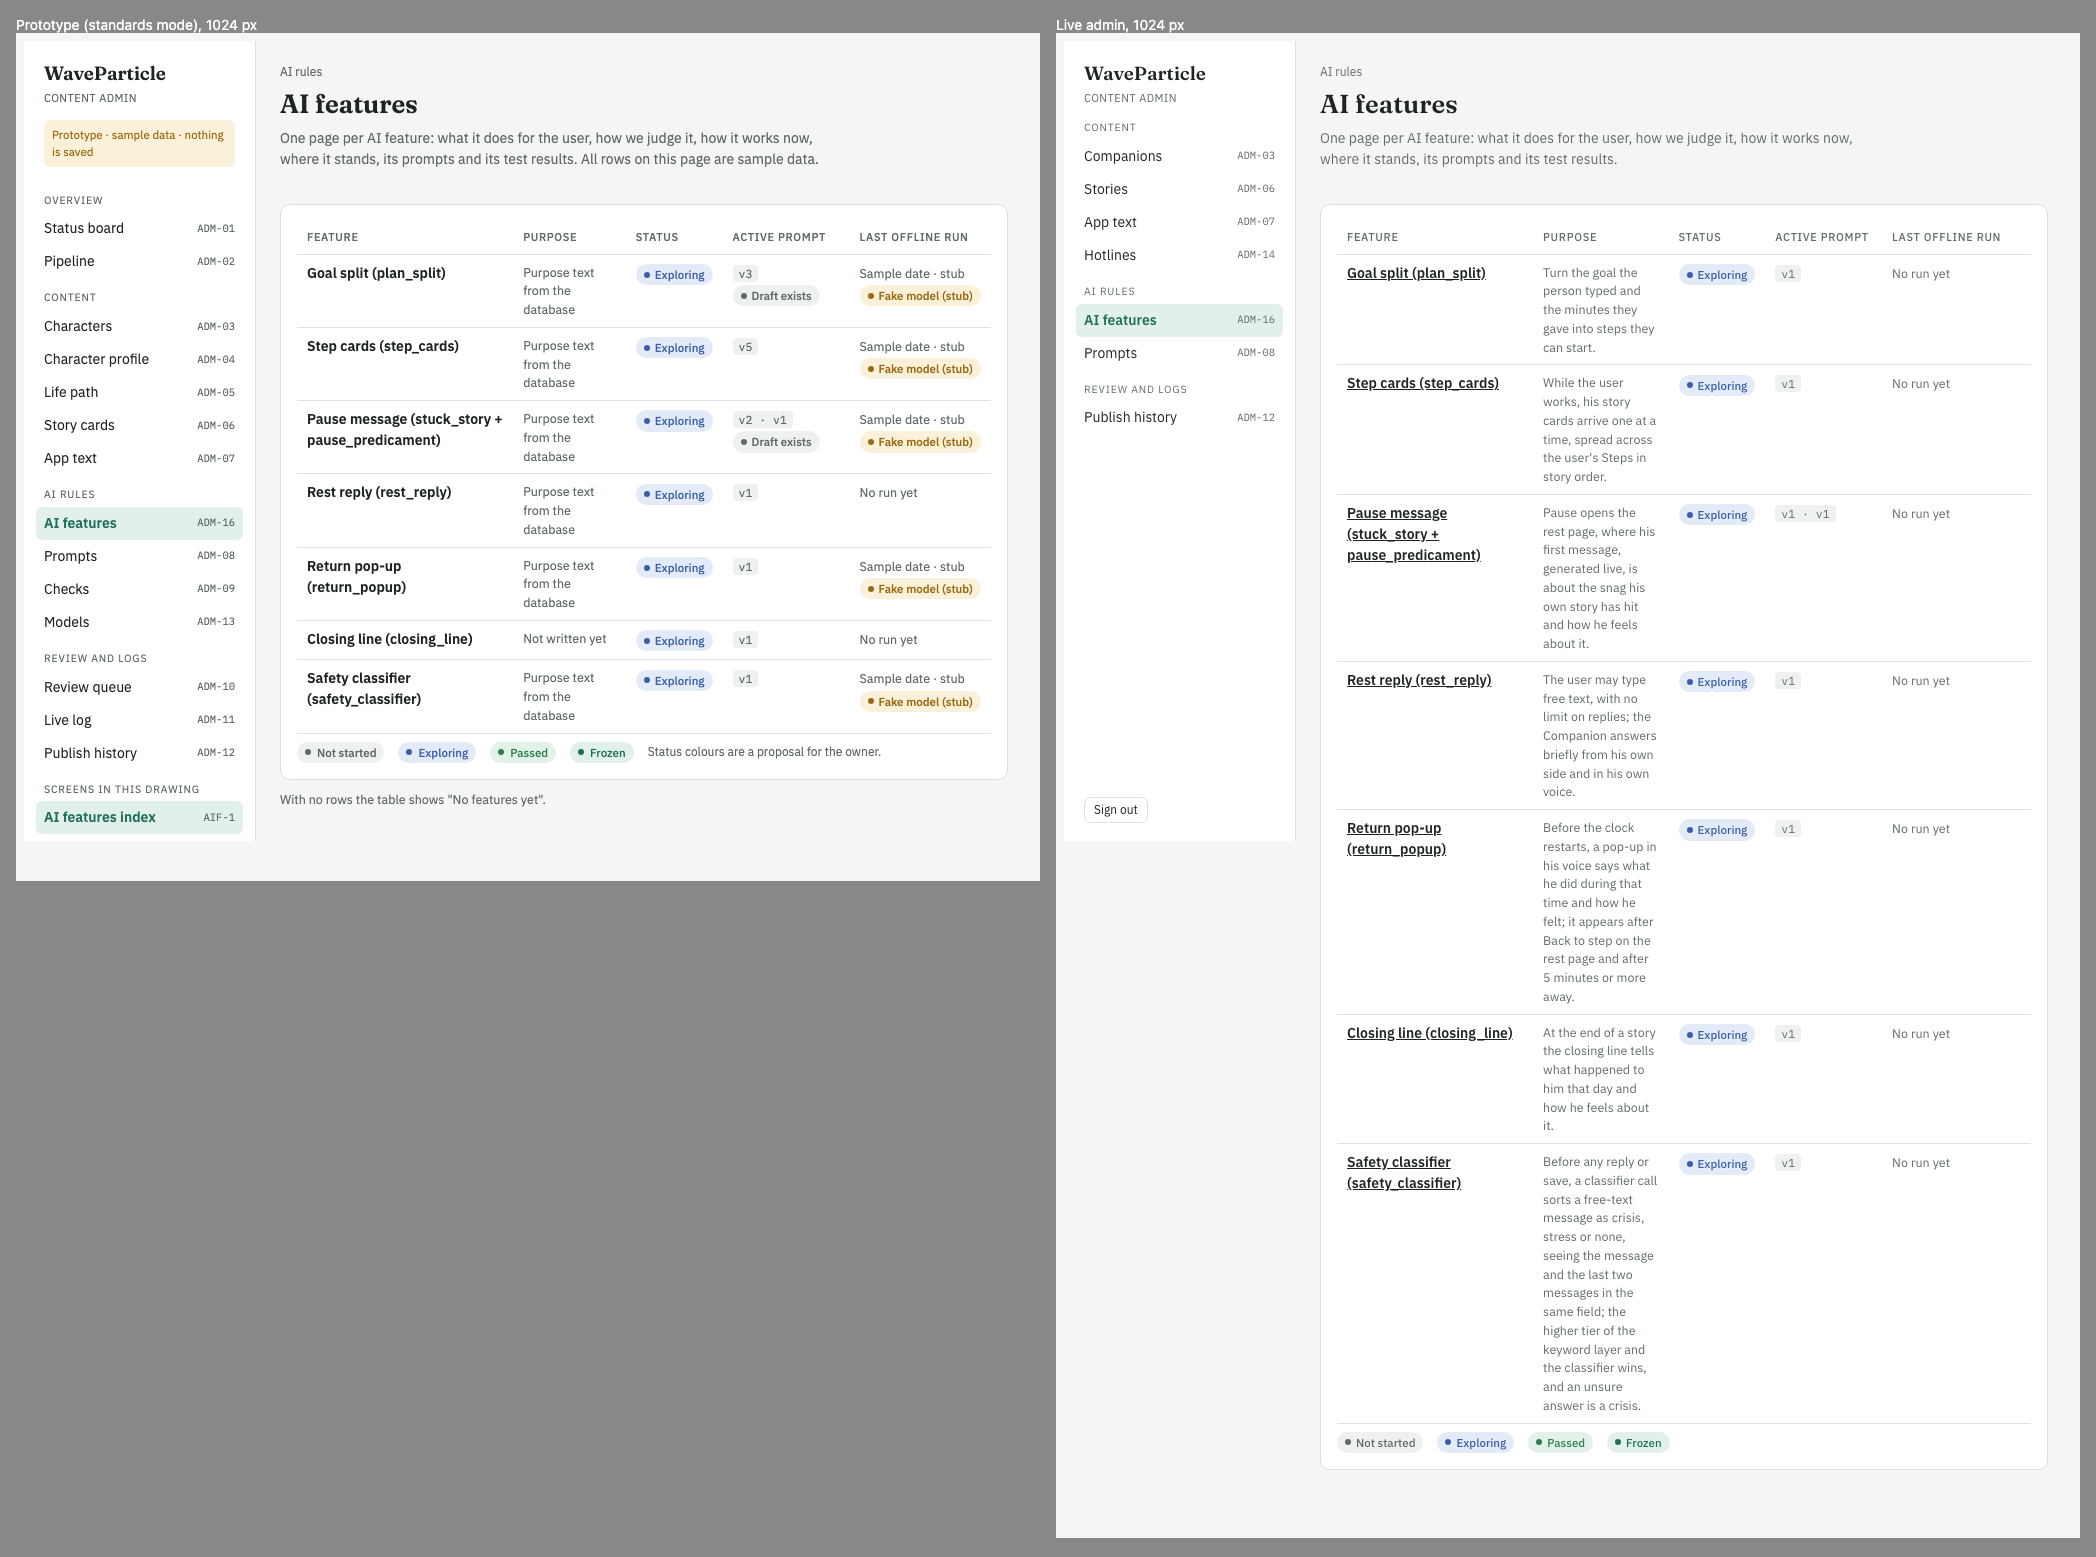 Prototype (standards mode), 1024 px
WaveParticle
CONTENT ADMIN
Prototype · sample data · nothing
is saved
OVERVIEW
Status board ADM-01
Pipeline ADM-02
CONTENT
Characters ADM-03
Character profile ADM-04
Life path ADM-05
Story cards ADM-06
App text ADM-07
AI RULES
AI features ADM-16
Prompts ADM-08
Checks ADM-09
Models ADM-13
REVIEW AND LOGS
Review queue ADM-10
Live log ADM-11
Publish history ADM-12
SCREENS IN THIS DRAWING
AI features index AIF-1
AI rules
AI features
One page per AI feature: what it does for the user, how we judge it, how it works now,
where it stands, its prompts and its test results. All rows on this page are sample data.
FEATURE PURPOSE STATUS ACTIVE PROMPT LAST OFFLINE RUN
Goal split (plan_split) Purpose text Exploring v3 Sample date · stub
from the Draft exists Fake model (stub)
database
Step cards (step_cards) Purpose text Exploring v5 Sample date · stub
from the Fake model (stub)
database
Pause message (stuck_story + Purpose text Exploring v2 · v1 Sample date · stub
pause_predicament) from the Draft exists Fake model (stub)
database
Rest reply (rest_reply) Purpose text Exploring v1 No run yet
from the
database
Return pop-up Purpose text Exploring v1 Sample date · stub
(return_popup) from the Fake model (stub)
database
Closing line (closing_line) Not written yet Exploring v1 No run yet
Safety classifier Purpose text Exploring v1 Sample date · stub
(safety_classifier) from the Fake model (stub)
database
Not started Exploring Passed Frozen Status colours are a proposal for the owner.
With no rows the table shows "No features yet".
Live admin, 1024 px
WaveParticle
CONTENT ADMIN
CONTENT
Companions ADM-03
Stories ADM-06
App text ADM-07
Hotlines ADM-14
AI RULES
AI features ADM-16
Prompts ADM-08
REVIEW AND LOGS
Publish history ADM-12
Sign out
AI rules
AI features
One page per AI feature: what it does for the user, how we judge it, how it works now,
where it stands, its prompts and its test results.
FEATURE PURPOSE STATUS ACTIVE PROMPT LAST OFFLINE RUN
Goal split (plan_split) Turn the goal the Exploring v1 No run yet
person typed and
the minutes they
gave into steps they
can start.
Step cards (step_cards) While the user Exploring v1 No run yet
works, his story
cards arrive one at a
time, spread across
the user's Steps in
story order.
Pause message Pause opens the Exploring v1 · v1 No run yet
(stuck_story + rest page, where his
pause_predicament) first message,
generated live, is
about the snag his
own story has hit
and how he feels
about it.
Rest reply (rest_reply) The user may type Exploring v1 No run yet
free text, with no
limit on replies; the
Companion answers
briefly from his own
side and in his own
voice.
Return pop-up Before the clock Exploring v1 No run yet
(return_popup) restarts, a pop-up in
his voice says what
he did during that
time and how he
felt; it appears after
Back to step on the
rest page and after
5 minutes or more
away.
Closing line (closing_line) At the end of a story Exploring v1 No run yet
the closing line tells
what happened to
him that day and
how he feels about
it.
Safety classifier Before any reply or Exploring v1 No run yet
(safety_classifier) save, a classifier call
sorts a free-text
message as crisis,
stress or none,
seeing the message
and the last two
messages in the
same field; the
higher tier of the
keyword layer and
the classifier wins,
and an unsure
answer is a crisis.
Not started Exploring Passed Frozen